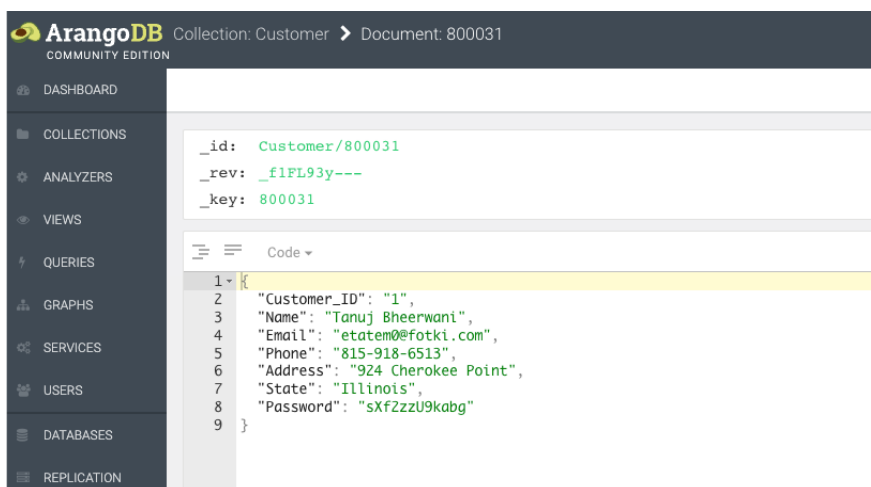 ArangoDB
COMMUNITY EDITION
Collection: Customer > Document: 800031
DASHBOARD
COLLECTIONS
ANALYZERS
VIEWS
QUERIES
GRAPHS
SERVICES
USERS
DATABASES
REPLICATION
_id: Customer/800031
_rev: _f1FL93y---
_key: 800031
Code
1 {
2 "Customer_ID": "1",
3 "Name": "Tanuj Bheerwani",
4 "Email": "etatem0@fotki.com",
5 "Phone": "815-918-6513",
6 "Address": "924 Cherokee Point",
7 "State": "Illinois",
8 "Password": "sXf2zzU9kabg"
9 }